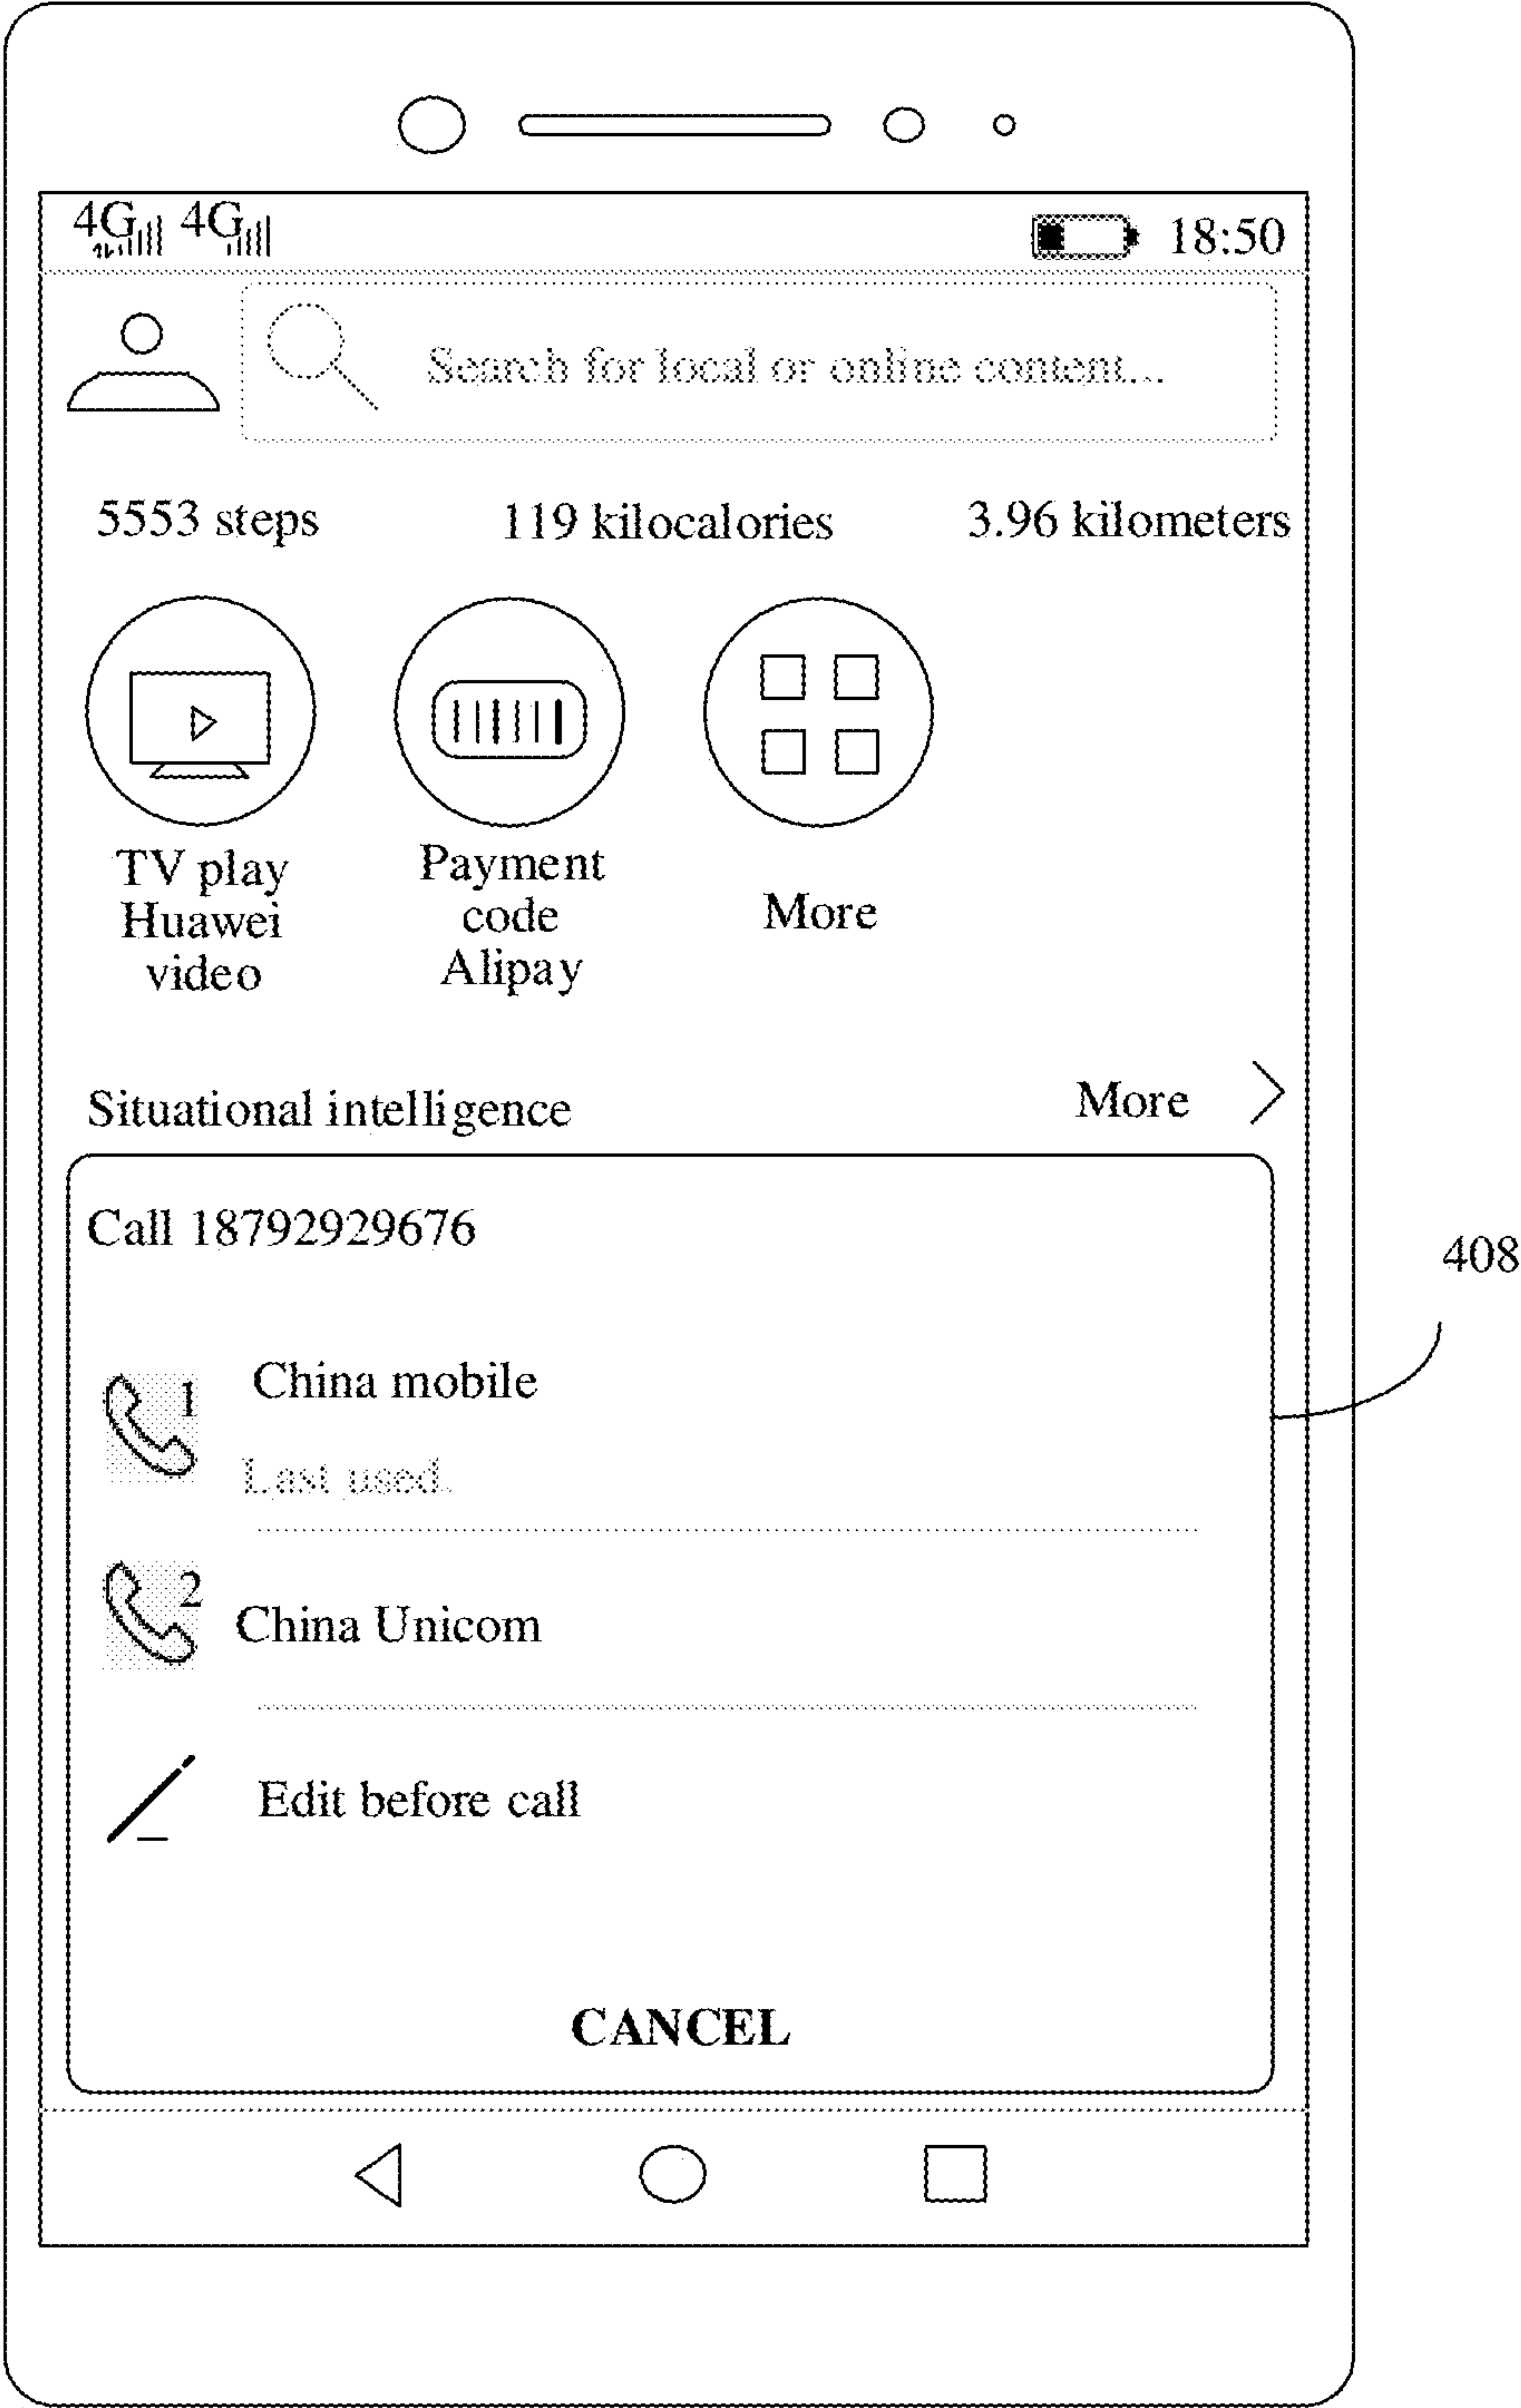 4G 4G 18:50
Search for local or online content...
5553 steps 119 kilocalories 3.96 kilometers
TV play
Huawei
video
Payment
code
Alipay
More
Situational intelligence More
Call 18792929676
408
1
China mobile
Last used.
2
China Unicom
Edit before call
CANCEL